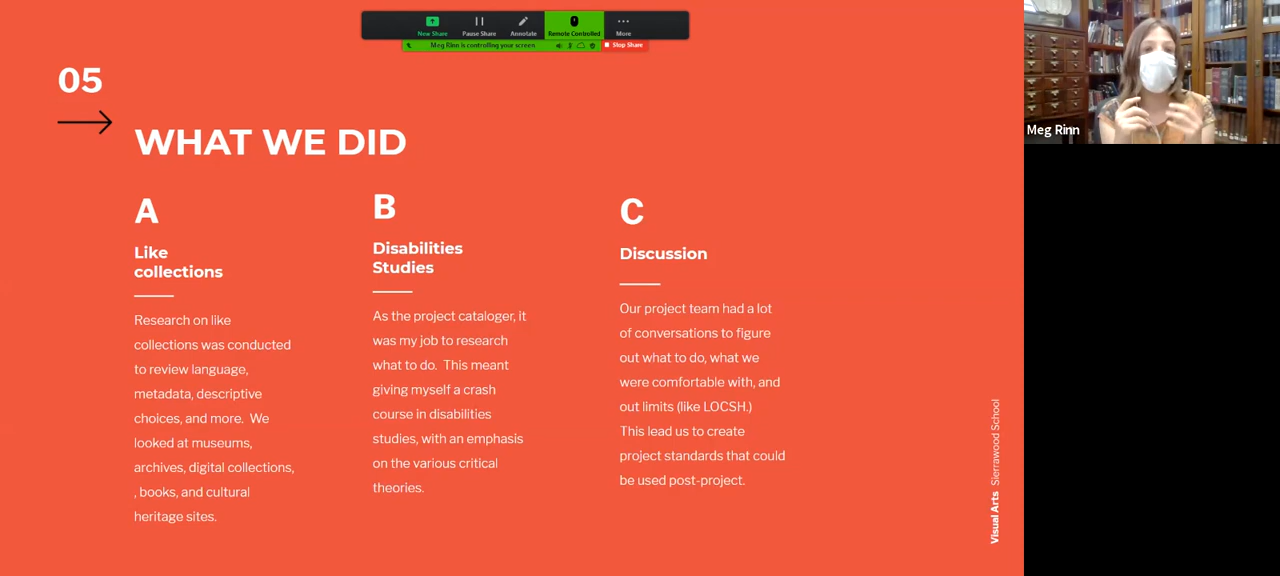 New Share
Pause Share
Annotate
Remote Controlled
More
Meg Rinn is controlling your screen
Stop Share
Meg Rinn
05
WHAT WE DID
A
Like
collections
Research on like
collections was conducted
to review language,
metadata, descriptive
choices, and more. We
looked at museums,
archives, digital collections,
, books, and cultural
heritage sites.
B
Disabilities
Studies
As the project cataloger, it
was my job to research
what to do. This meant
giving myself a crash
course in disabilities
studies, with an emphasis
on the various critical
theories.
C
Discussion
Our project team had a lot
of conversations to figure
out what to do, what we
were comfortable with, and
out limits (like LOCSH.)
This lead us to create
project standards that could
be used post-project.
Visual Arts Sierrawood School